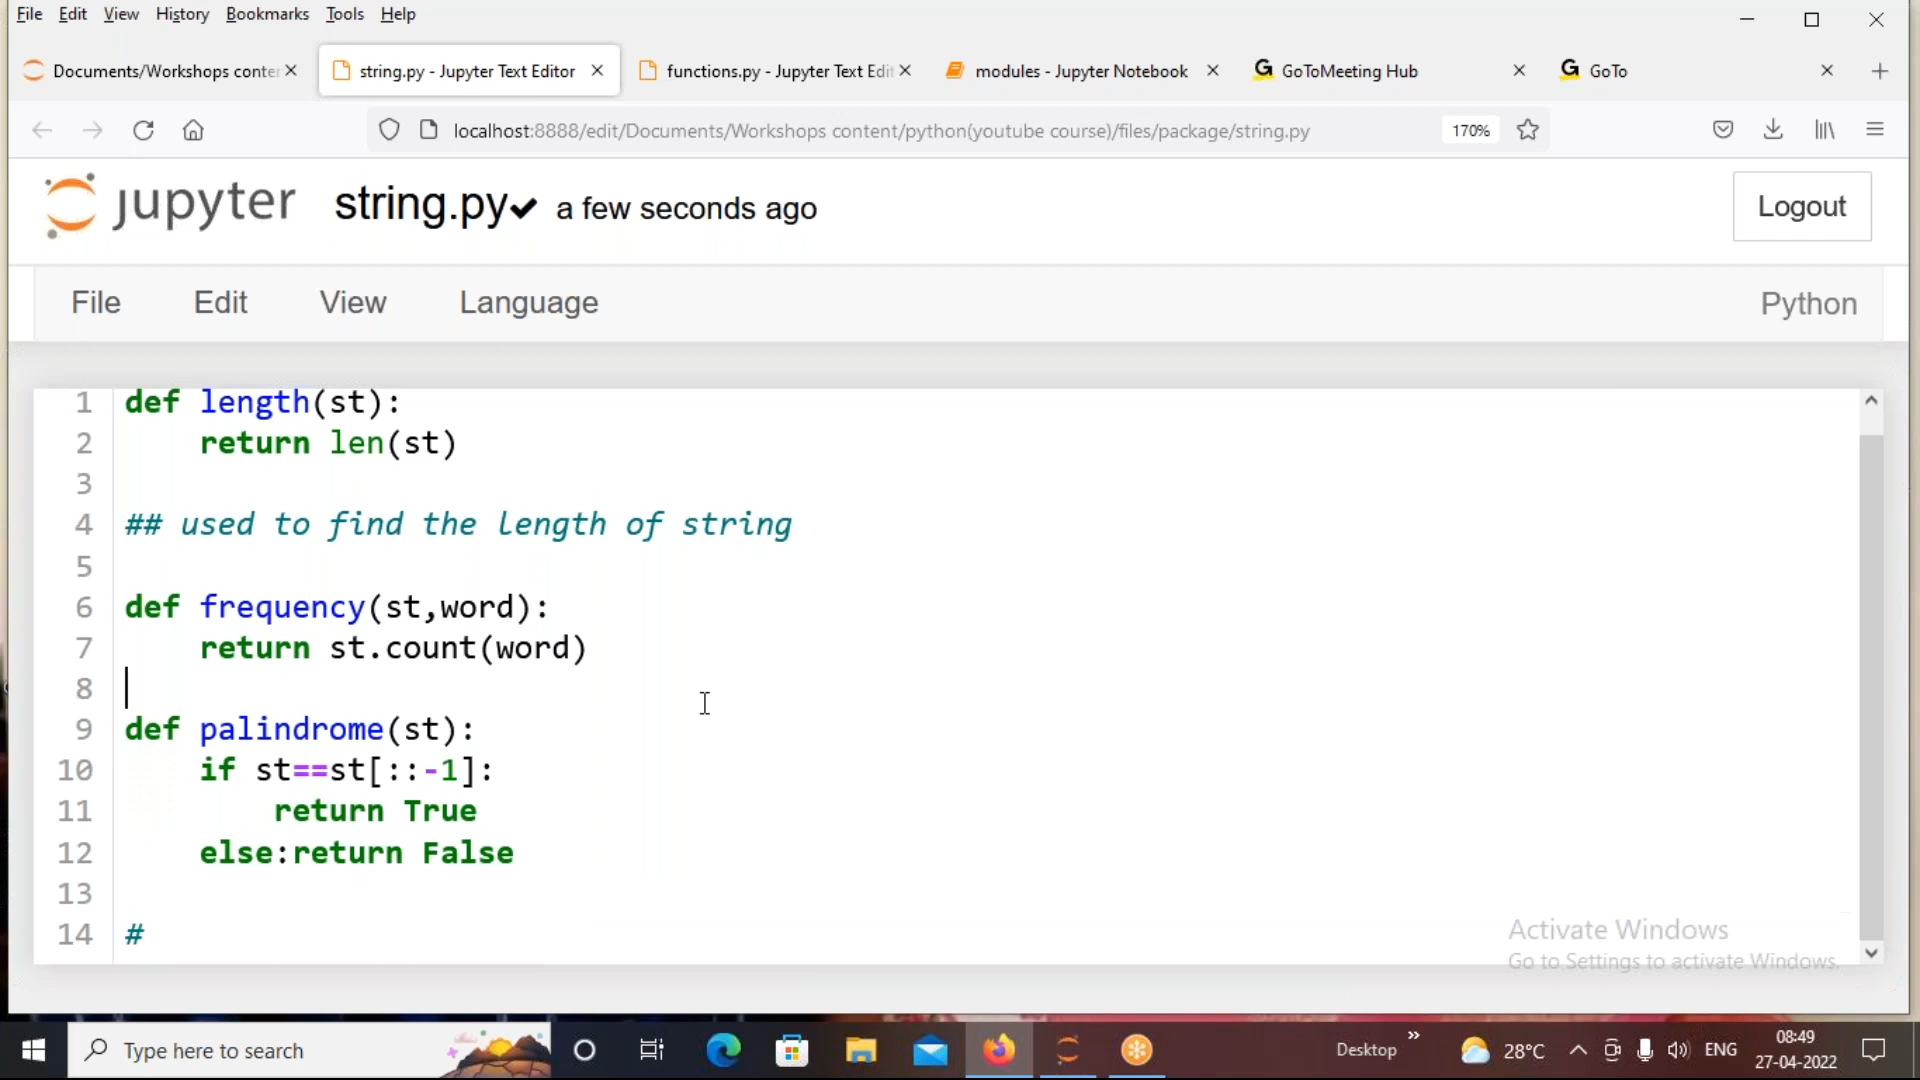 File Edit View History Bookmarks Tools Help
Documents/Workshops conte
string.py - Jupyter Text Editor
functions.py - Jupyter Text Edit
modules - Jupyter Notebook
GoToMeeting Hub
GoTo
localhost:8888/edit/Documents/Workshops content/python(youtube course)/files/package/string.py
170%
jupyter string.py a few seconds ago
Logout
File Edit View Language
Python
1 def length(st):
2 return len(st)
3
4 ## used to find the length of string
5
6 def frequency(st,word):
7 return st.count(word)
8
9 def palindrome(st):
10 if st==st[::-1]:
11 return True
12 else:return False
13
14 #
Activate Windows
Go to Settings to activate Windows.
Type here to search
Desktop
28°C
ENG
08:49
27-04-2022